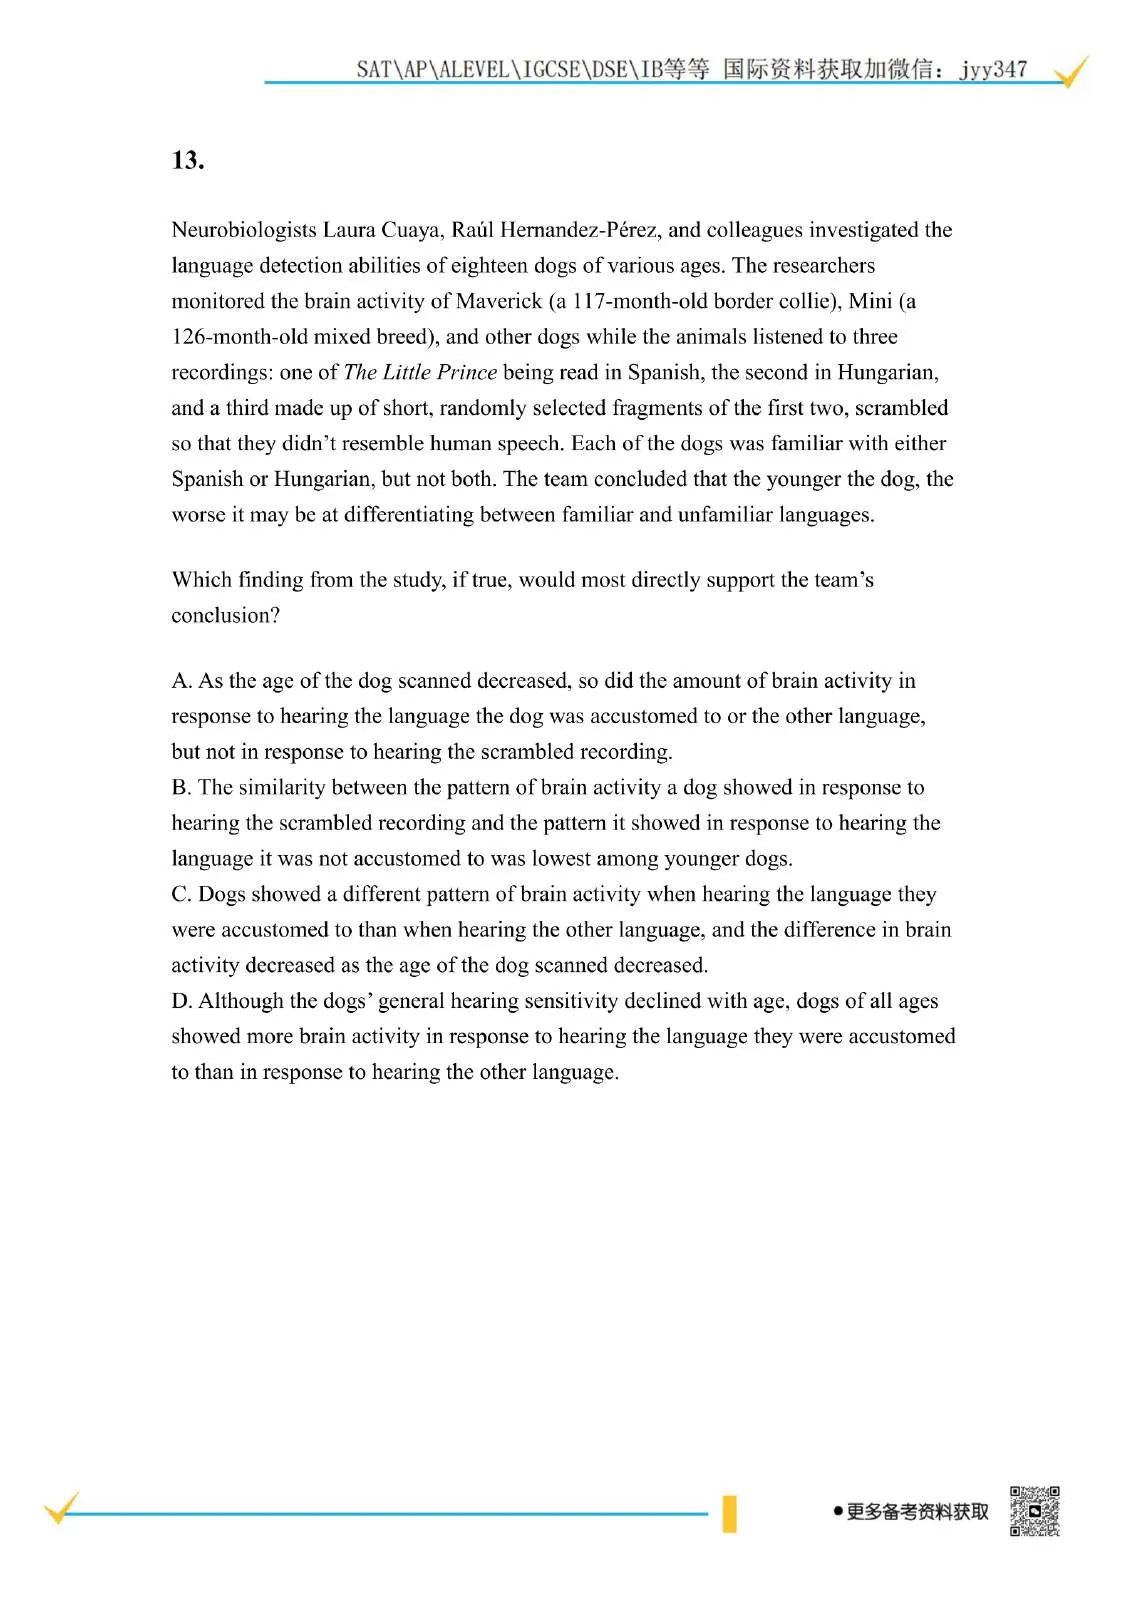 SAT\AP\ALEVEL\IGCSE\DSE\IB等等 国际资料获取加微信：jyy347
13.
Neurobiologists Laura Cuaya, Raúl Hernandez-Pérez, and colleagues investigated the
language detection abilities of eighteen dogs of various ages. The researchers
monitored the brain activity of Maverick (a 117-month-old border collie), Mini (a
126-month-old mixed breed), and other dogs while the animals listened to three
recordings: one of The Little Prince being read in Spanish, the second in Hungarian,
and a third made up of short, randomly selected fragments of the first two, scrambled
so that they didn’t resemble human speech. Each of the dogs was familiar with either
Spanish or Hungarian, but not both. The team concluded that the younger the dog, the
worse it may be at differentiating between familiar and unfamiliar languages.
Which finding from the study, if true, would most directly support the team’s
conclusion?
A. As the age of the dog scanned decreased, so did the amount of brain activity in
response to hearing the language the dog was accustomed to or the other language,
but not in response to hearing the scrambled recording.
B. The similarity between the pattern of brain activity a dog showed in response to
hearing the scrambled recording and the pattern it showed in response to hearing the
language it was not accustomed to was lowest among younger dogs.
C. Dogs showed a different pattern of brain activity when hearing the language they
were accustomed to than when hearing the other language, and the difference in brain
activity decreased as the age of the dog scanned decreased.
D. Although the dogs’ general hearing sensitivity declined with age, dogs of all ages
showed more brain activity in response to hearing the language they were accustomed
to than in response to hearing the other language.
●更多备考资料获取